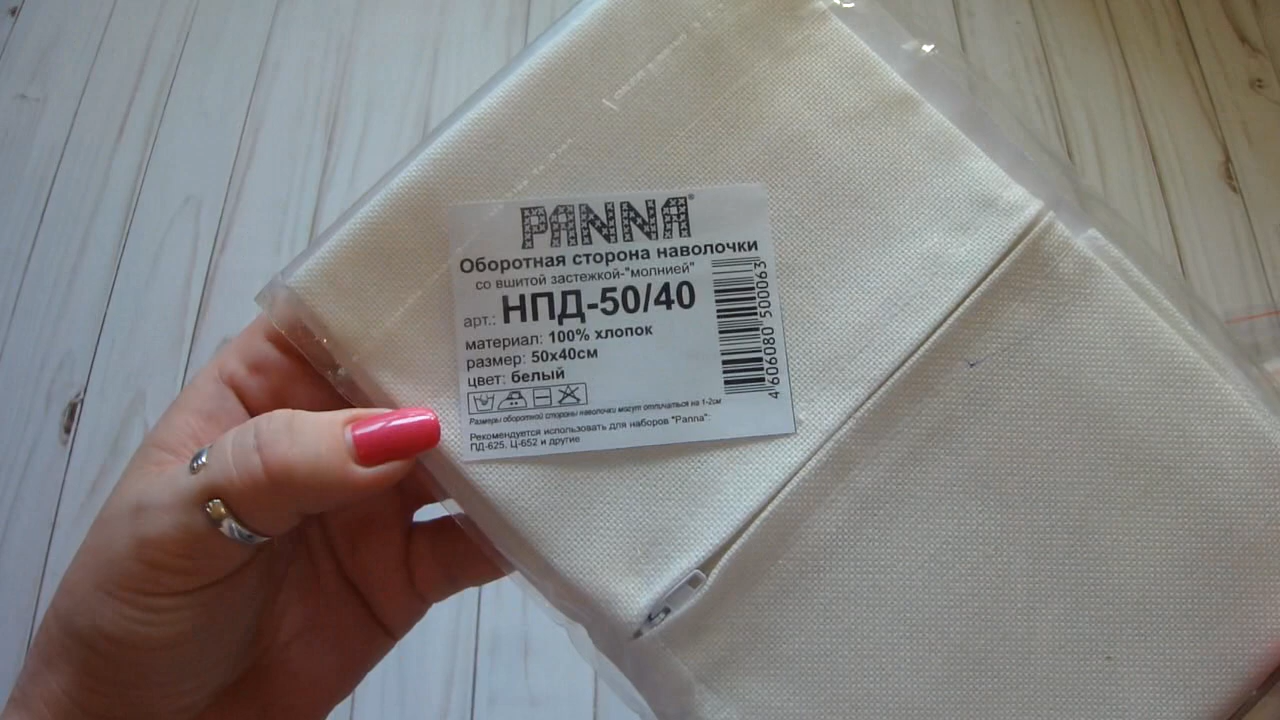 PANNA®
Оборотная сторона наволочки
со вшитой застежкой-"молнией"
арт.: НПД-50/40
материал: 100% хлопок
размер: 50х40см
цвет: белый
Размеры оборотной стороны наволочки могут отличаться на 1-2см
Рекомендуется использовать для наборов "Panna":
ПД-625, Ц-652 и другие
4 606080 500063